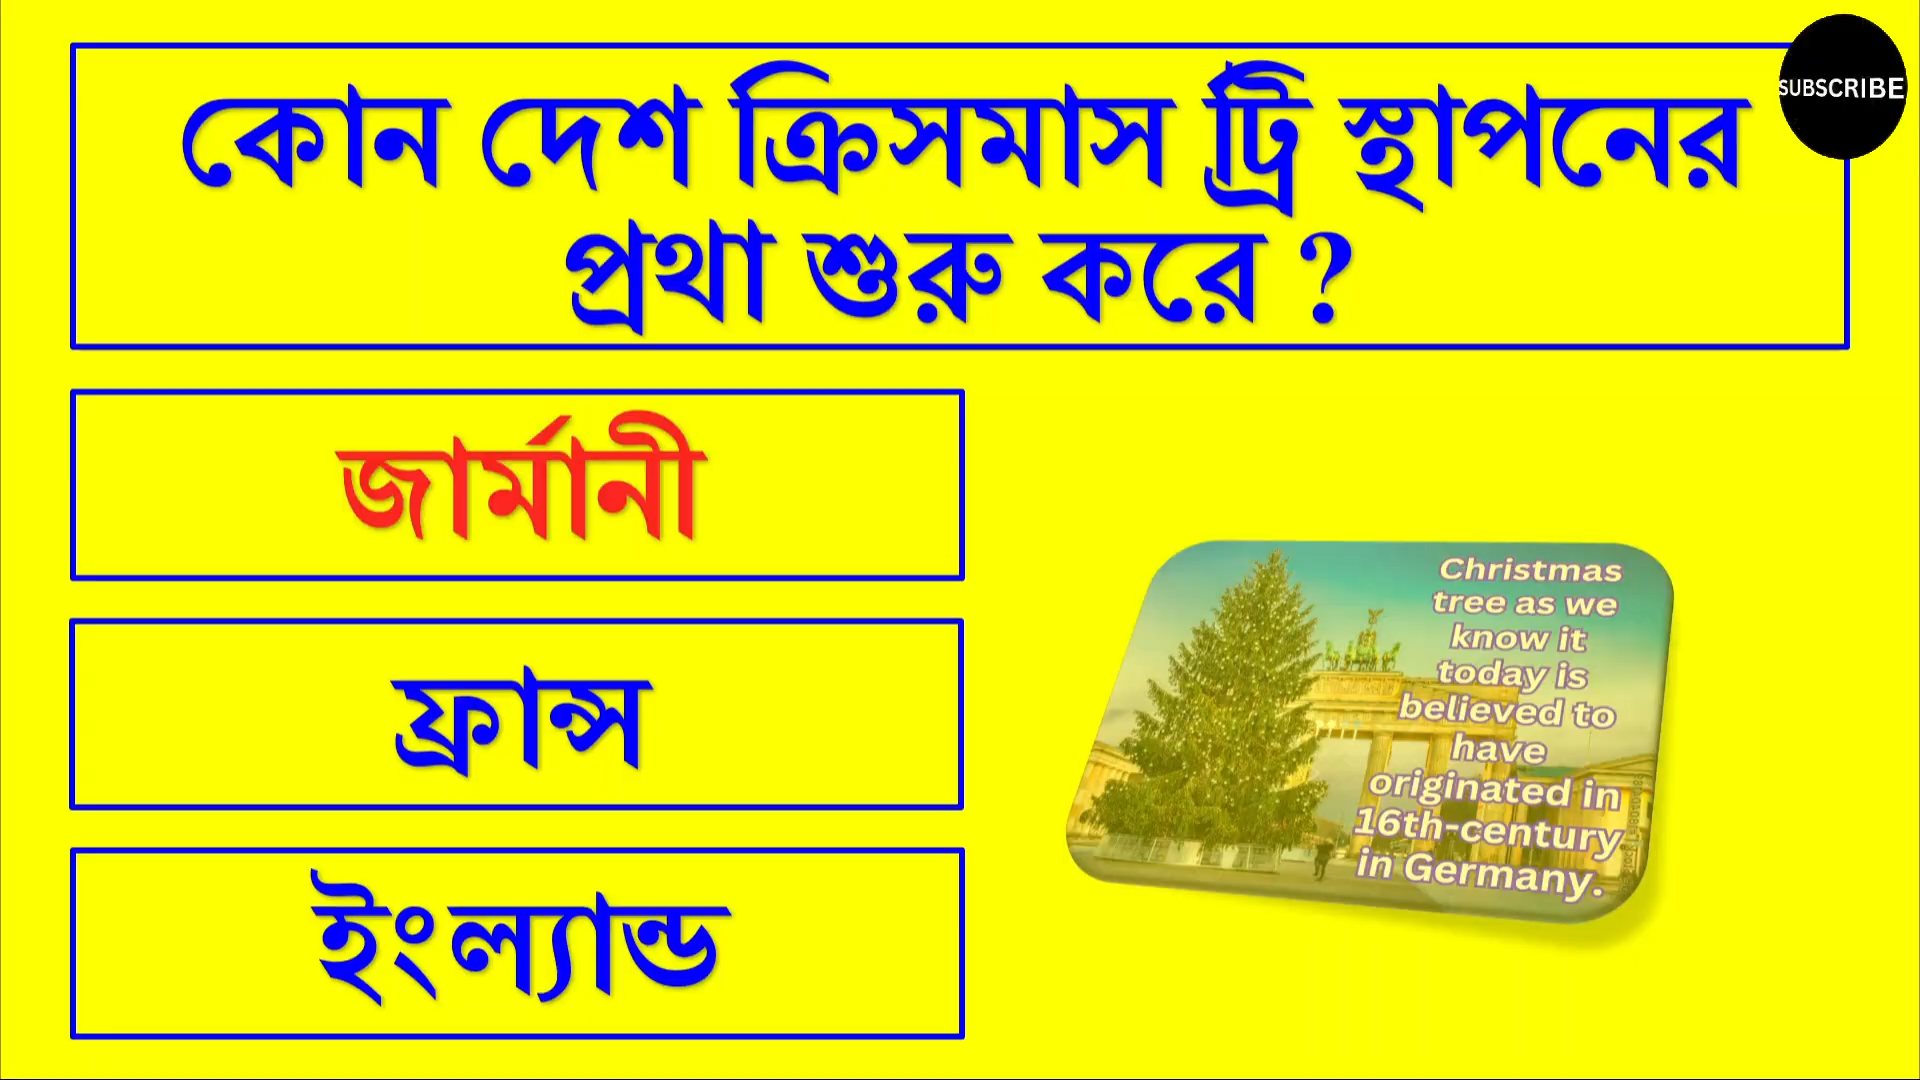 কোন দেশ ক্রিসমাস ট্রি স্থাপনের
প্রথা শুরু করে ?
SUBSCRIBE
জার্মানী
ফ্রান্স
ইংল্যান্ড
Christmas
tree as we
know it
today is
believed to
have
originated in
16th-century
in Germany.